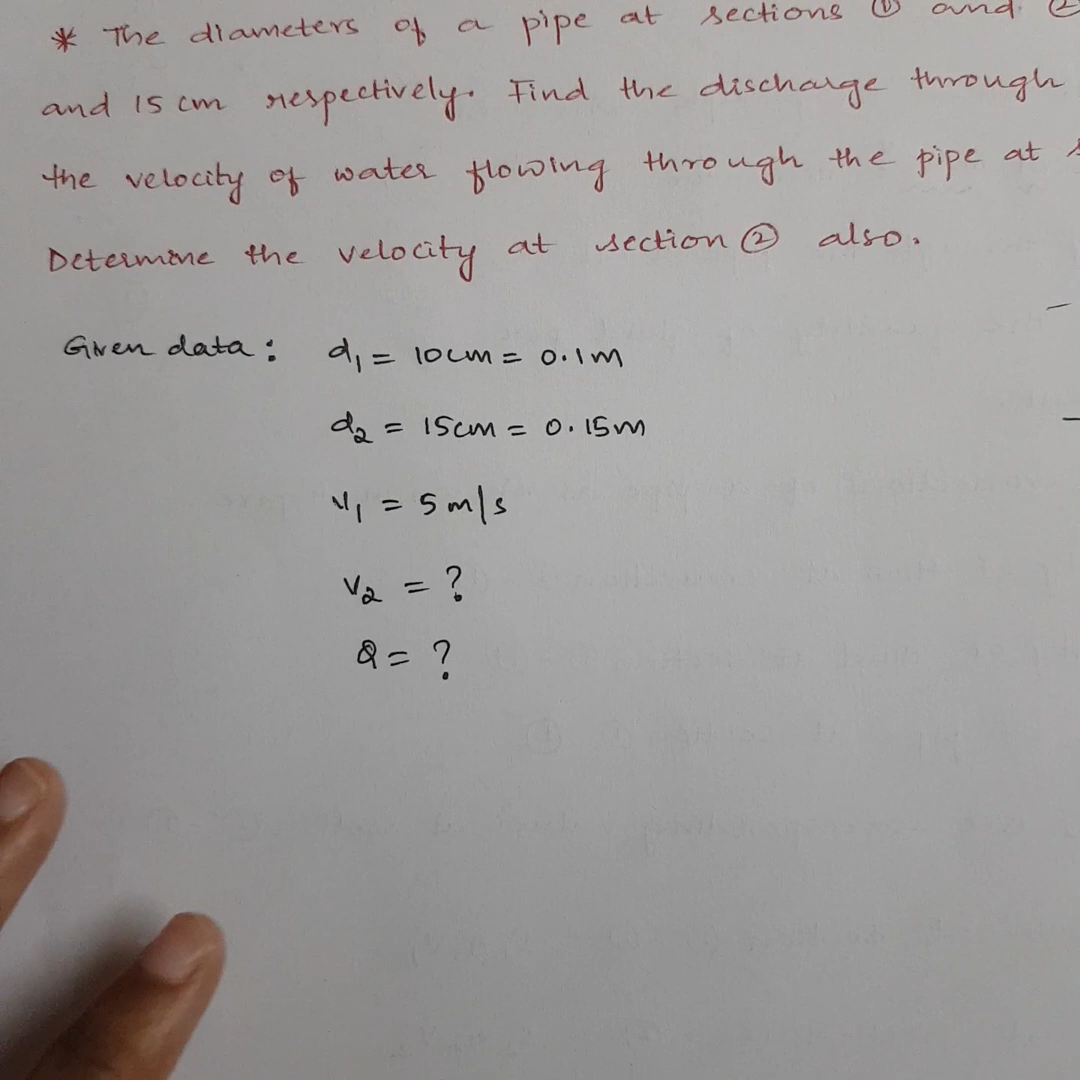 * The diameters of a pipe at sections ① and ②
and 15 cm respectively. Find the discharge through
the velocity of water flowing through the pipe at
Determine the velocity at section ② also.
Given data : d₁ = 10cm = 0.1m
d₂ = 15cm = 0.15m
V₁ = 5 m/s
V₂ = ?
Q = ?